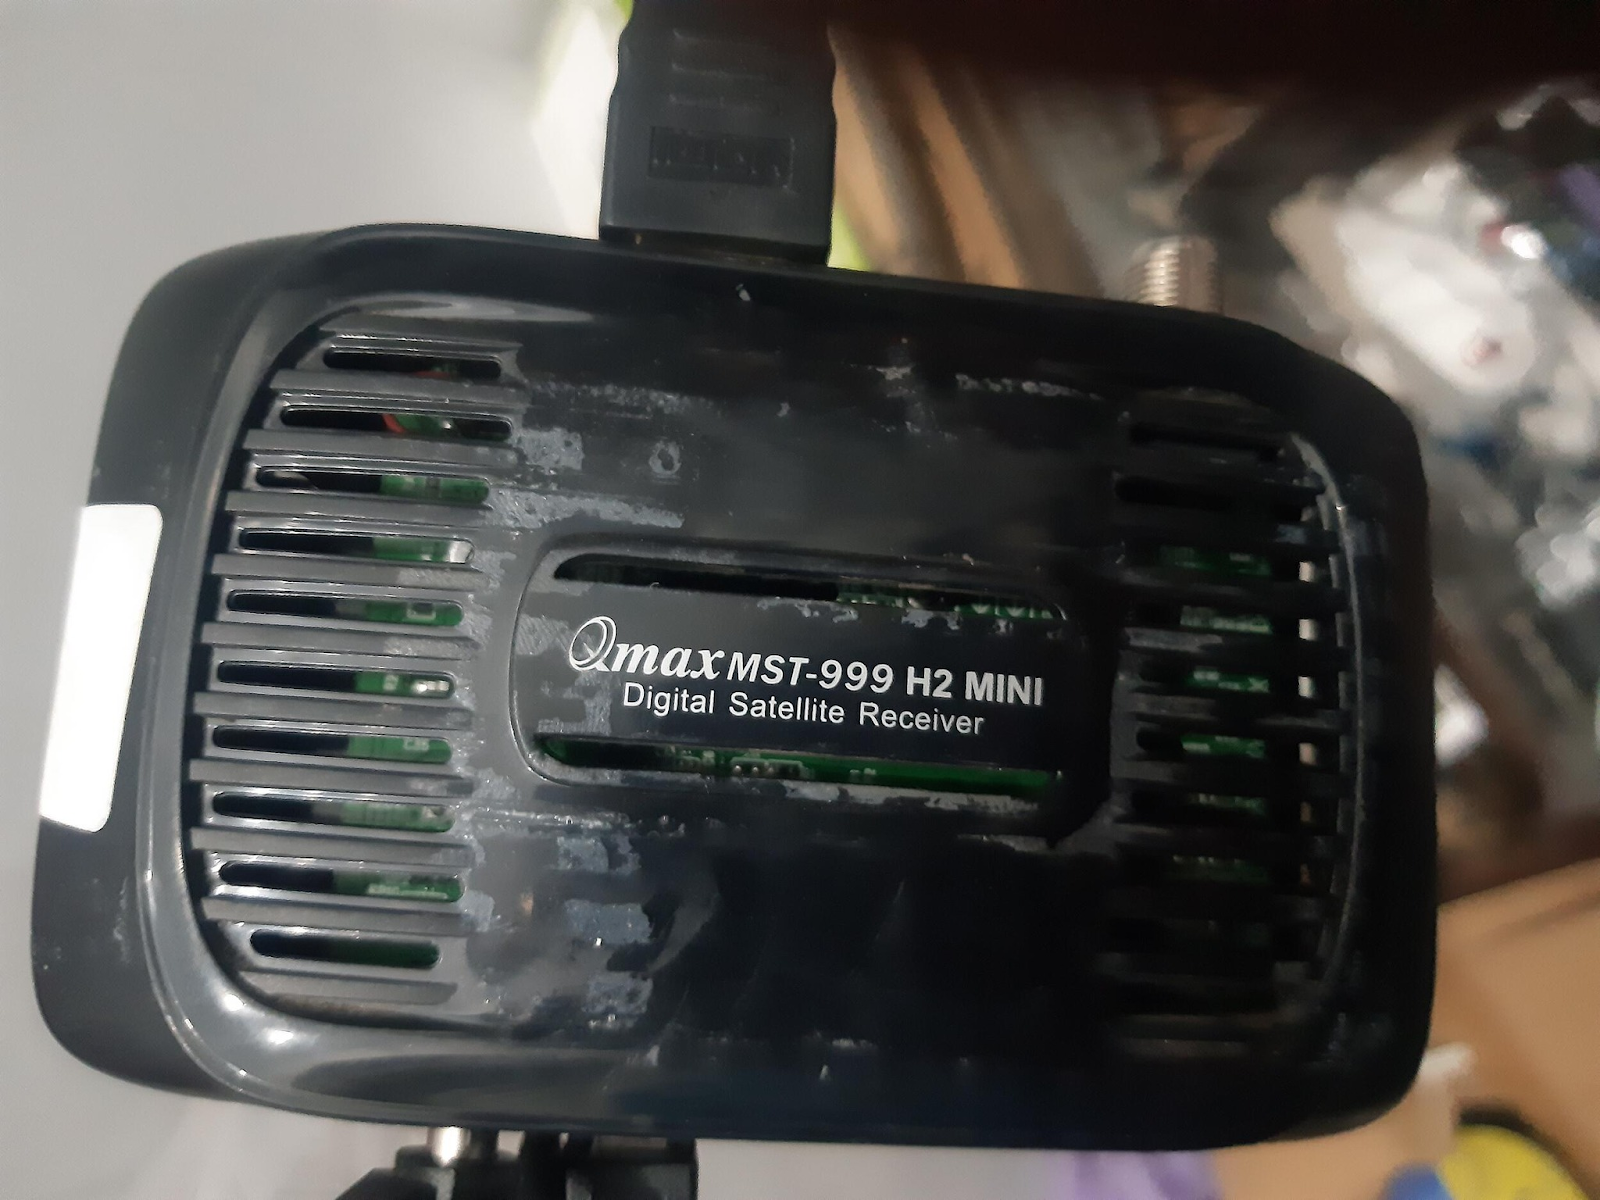 Qmax MST-999 H2 MINI
Digital Satellite Receiver